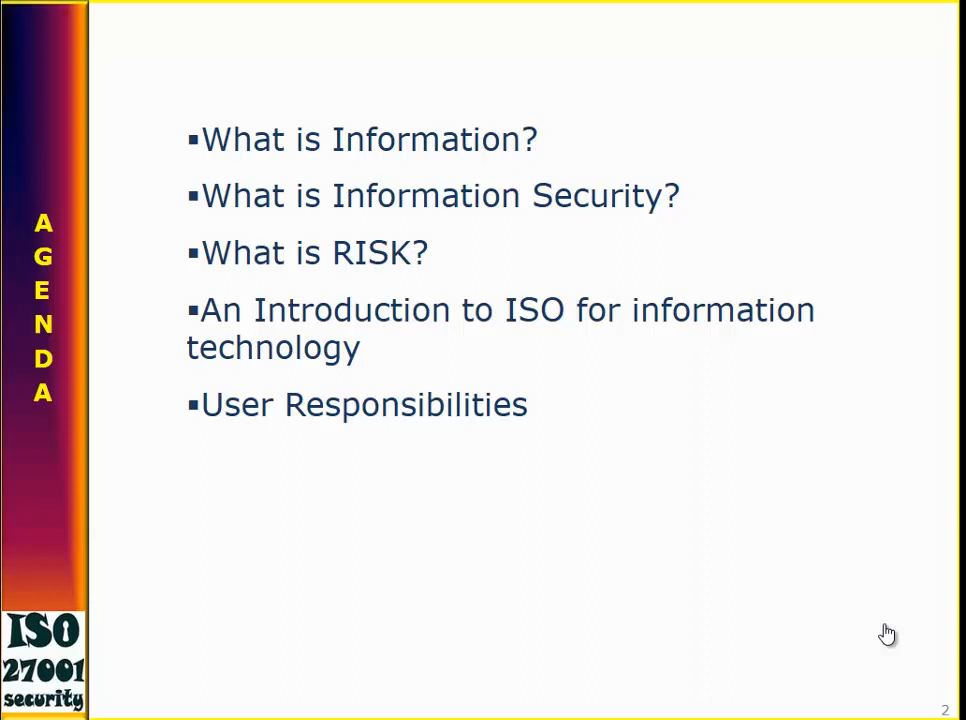 ▪What is Information?
▪What is Information Security?
▪What is RISK?
▪An Introduction to ISO for information
technology
▪User Responsibilities
A
G
E
N
D
A
ISO
27001
security
2